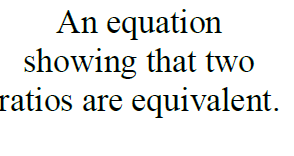 An equation
showing that two
ratios are equivalent.